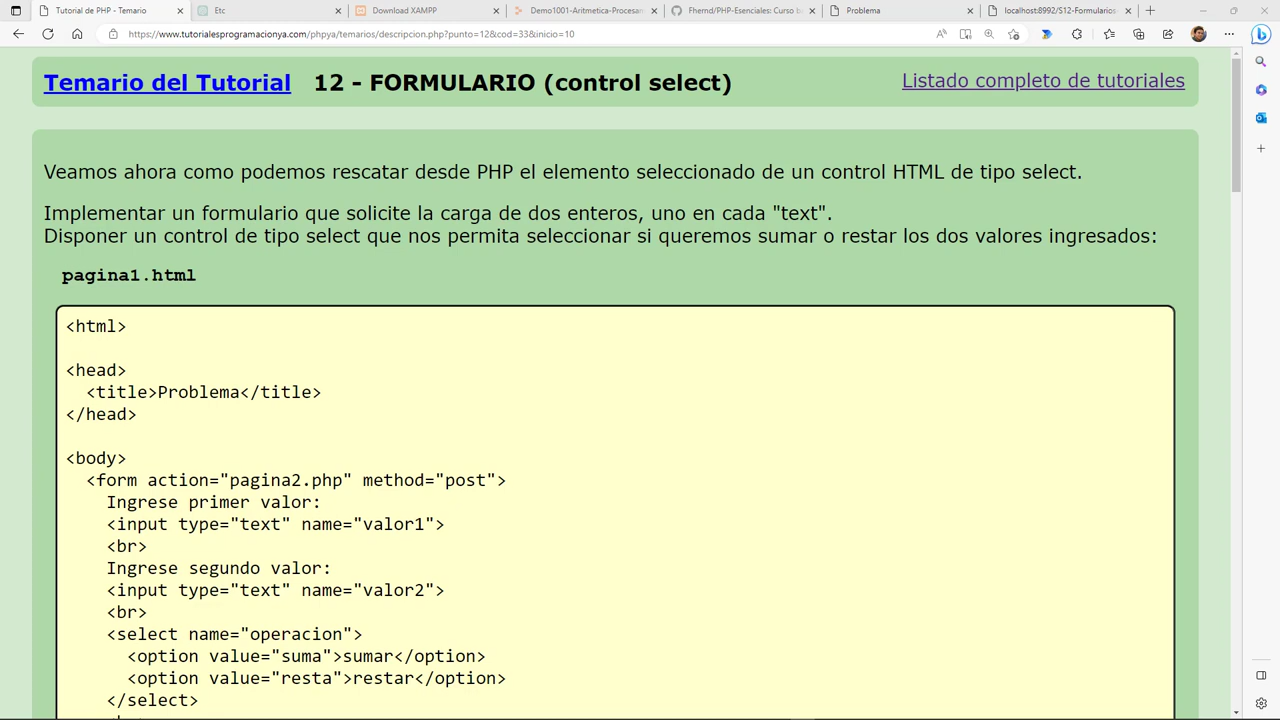 Tutorial de PHP - Temario
Etc
Download XAMPP
Demo1001-Aritmetica-Procesam
Fhernd/PHP-Esenciales: Curso b
Problema
localhost:8992/S12-Formularios-
https://www.tutorialesprogramacionya.com/phpya/temarios/descripcion.php?punto=12&cod=33&inicio=10
Temario del Tutorial 12 - FORMULARIO (control select) Listado completo de tutoriales
Veamos ahora como podemos rescatar desde PHP el elemento seleccionado de un control HTML de tipo select.
Implementar un formulario que solicite la carga de dos enteros, uno en cada "text".
Disponer un control de tipo select que nos permita seleccionar si queremos sumar o restar los dos valores ingresados:
pagina1.html
<html>
<head>
<title>Problema</title>
</head>
<body>
<form action="pagina2.php" method="post">
Ingrese primer valor:
<input type="text" name="valor1">
<br>
Ingrese segundo valor:
<input type="text" name="valor2">
<br>
<select name="operacion">
<option value="suma">sumar</option>
<option value="resta">restar</option>
</select>